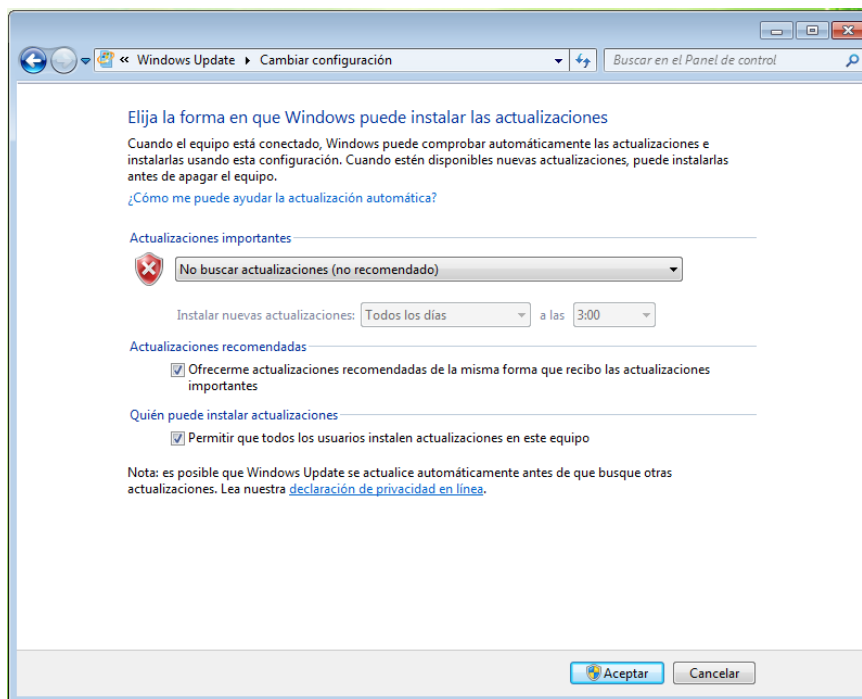 « Windows Update ▸ Cambiar configuración
Buscar en el Panel de control
Elija la forma en que Windows puede instalar las actualizaciones
Cuando el equipo está conectado, Windows puede comprobar automáticamente las actualizaciones e
instalarlas usando esta configuración. Cuando estén disponibles nuevas actualizaciones, puede instalarlas
antes de apagar el equipo.
¿Cómo me puede ayudar la actualización automática?
Actualizaciones importantes
No buscar actualizaciones (no recomendado)
Instalar nuevas actualizaciones: Todos los días a las 3:00
Actualizaciones recomendadas
Ofrecerme actualizaciones recomendadas de la misma forma que recibo las actualizaciones
importantes
Quién puede instalar actualizaciones
Permitir que todos los usuarios instalen actualizaciones en este equipo
Nota: es posible que Windows Update se actualice automáticamente antes de que busque otras
actualizaciones. Lea nuestra declaración de privacidad en línea.
Aceptar Cancelar